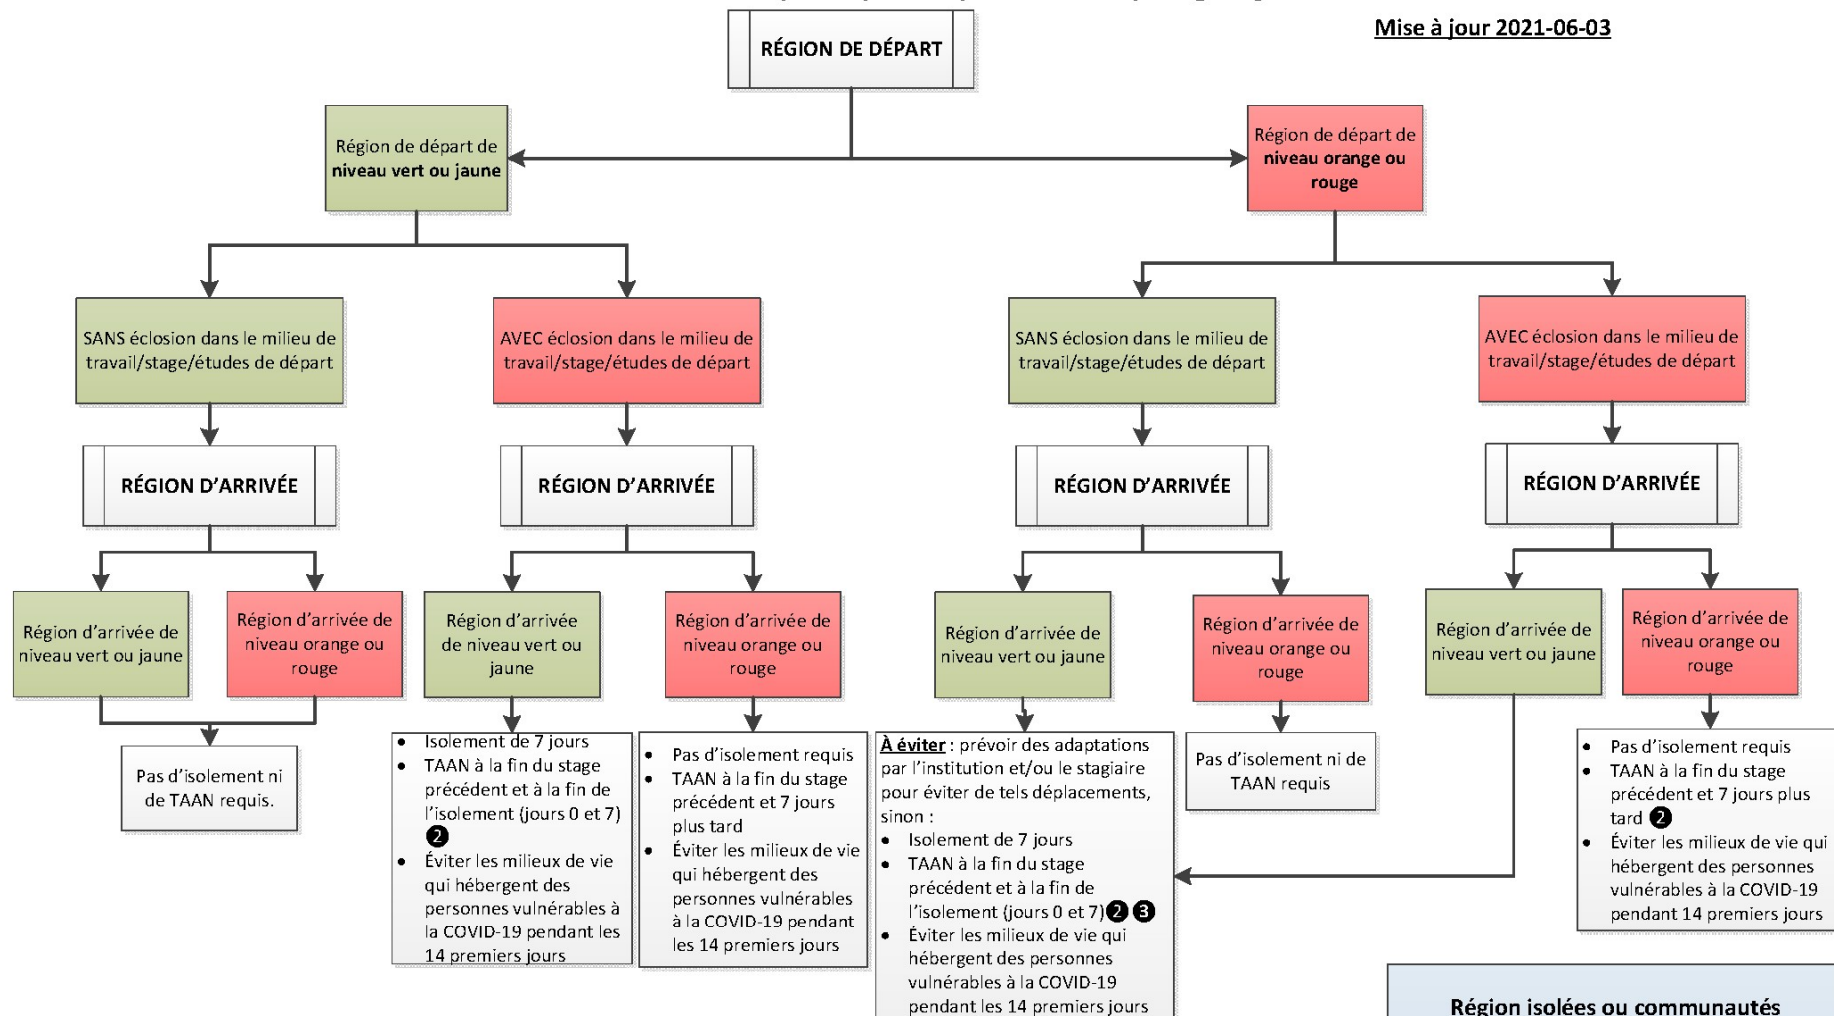 Mise à jour 2021-06-03
RÉGION DE DÉPART
Région de départ de
niveau vert ou jaune
Région de départ de
niveau orange ou
rouge
SANS éclosion dans le milieu de
travail/stage/études de départ
AVEC éclosion dans le milieu de
travail/stage/études de départ
SANS éclosion dans le milieu de
travail/stage/études de départ
AVEC éclosion dans le milieu de
travail/stage/études de départ
RÉGION D’ARRIVÉE
RÉGION D’ARRIVÉE
RÉGION D’ARRIVÉE
RÉGION D’ARRIVÉE
Région d’arrivée de
niveau vert ou jaune
Région d’arrivée de
niveau orange ou
rouge
Région d’arrivée
de niveau vert ou
jaune
Région d’arrivée de
niveau orange ou
rouge
Région d’arrivée de
niveau vert ou jaune
Région d’arrivée de
niveau orange ou
rouge
Région d’arrivée de
niveau vert ou jaune
Région d’arrivée de
niveau orange ou
rouge
Pas d’isolement ni
de TAAN requis.
• Isolement de 7 jours
• TAAN à la fin du stage
précédent et à la fin de
l’isolement (jours 0 et 7)
❷
• Éviter les milieux de vie
qui hébergent des
personnes vulnérables à
la COVID-19 pendant les
14 premiers jours
• Pas d’isolement requis
• TAAN à la fin du stage
précédent et 7 jours
plus tard
• Éviter les milieux de vie
qui hébergent des
personnes vulnérables
à la COVID-19 pendant
les 14 premiers jours
À éviter : prévoir des adaptations
par l’institution et/ou le stagiaire
pour éviter de tels déplacements,
sinon :
• Isolement de 7 jours
• TAAN à la fin du stage
précédent et à la fin de
l’isolement (jours 0 et 7) ❷ ❸
• Éviter les milieux de vie qui
hébergent des personnes
vulnérables à la COVID-19
pendant les 14 premiers jours
Pas d’isolement ni de
TAAN requis
• Pas d’isolement requis
• TAAN à la fin du stage
précédent et 7 jours plus
tard ❷
• Éviter les milieux de vie qui
hébergent des personnes
vulnérables à la COVID-19
pendant les 14 premiers jours
Région isolées ou communautés